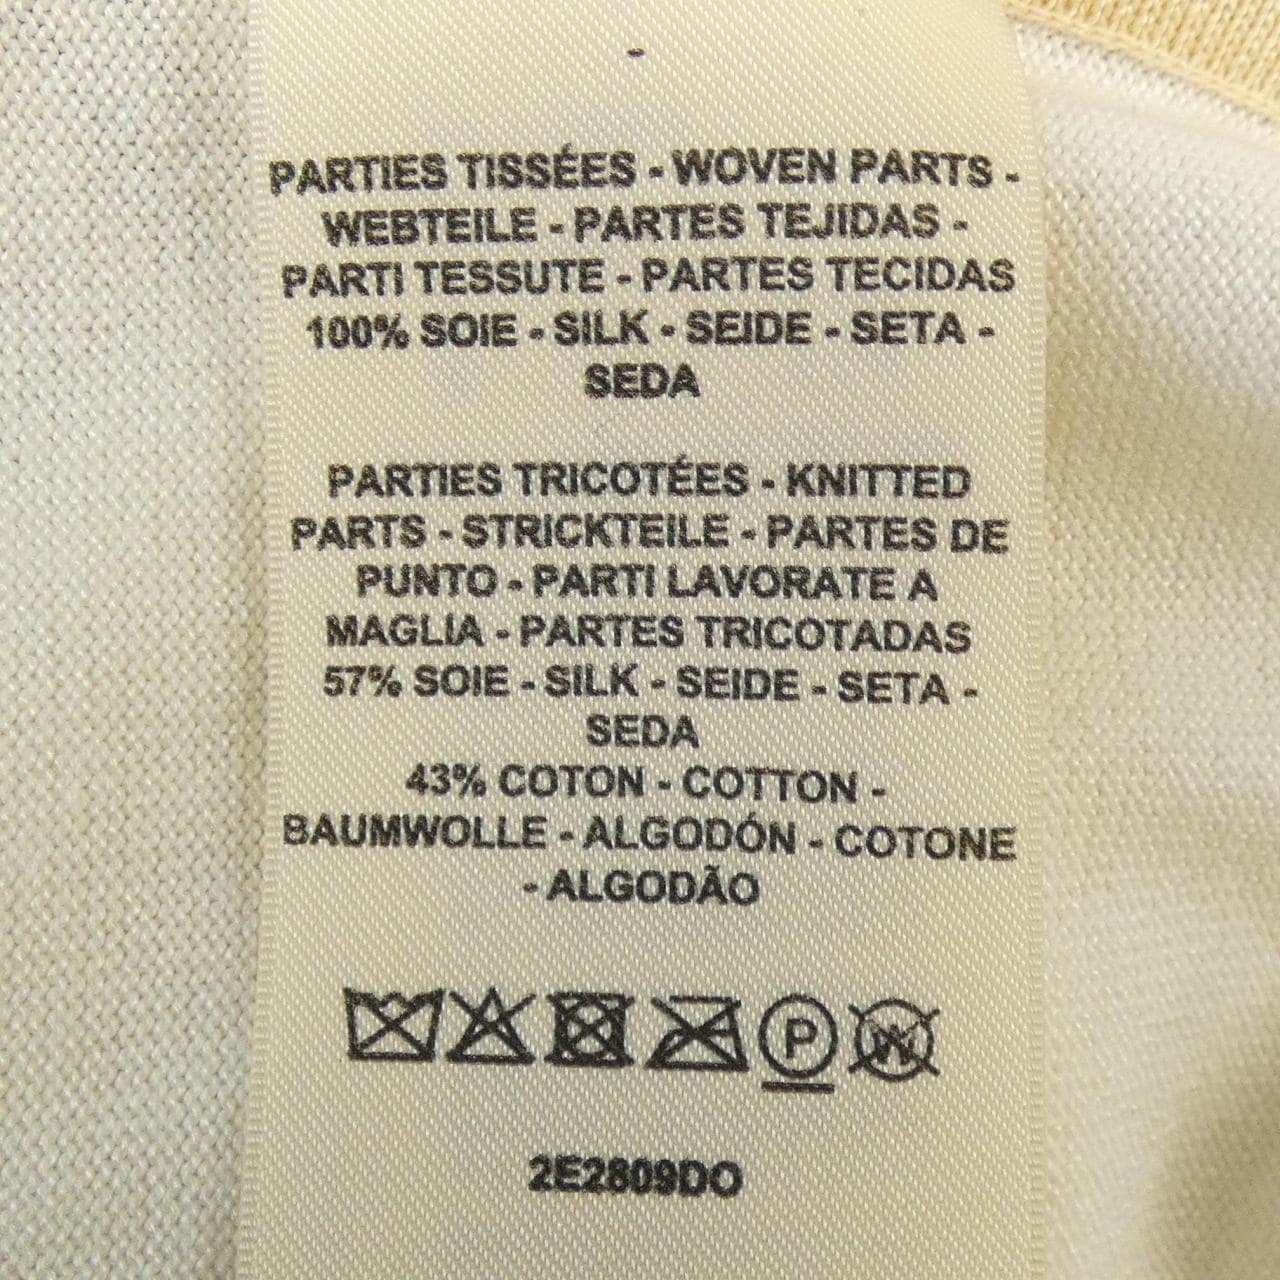 -
PARTIES TISSÉES - WOVEN PARTS -
WEBTEILE - PARTES TEJIDAS -
PARTI TESSUTE - PARTES TECIDAS
100% SOIE - SILK - SEIDE - SETA -
SEDA
PARTIES TRICOTÉES - KNITTED
PARTS - STRICKTEILE - PARTES DE
PUNTO - PARTI LAVORATE A
MAGLIA - PARTES TRICOTADAS
57% SOIE - SILK - SEIDE - SETA -
SEDA
43% COTON - COTTON -
BAUMWOLLE - ALGODÓN - COTONE
- ALGODÃO
P W
2E2809DO